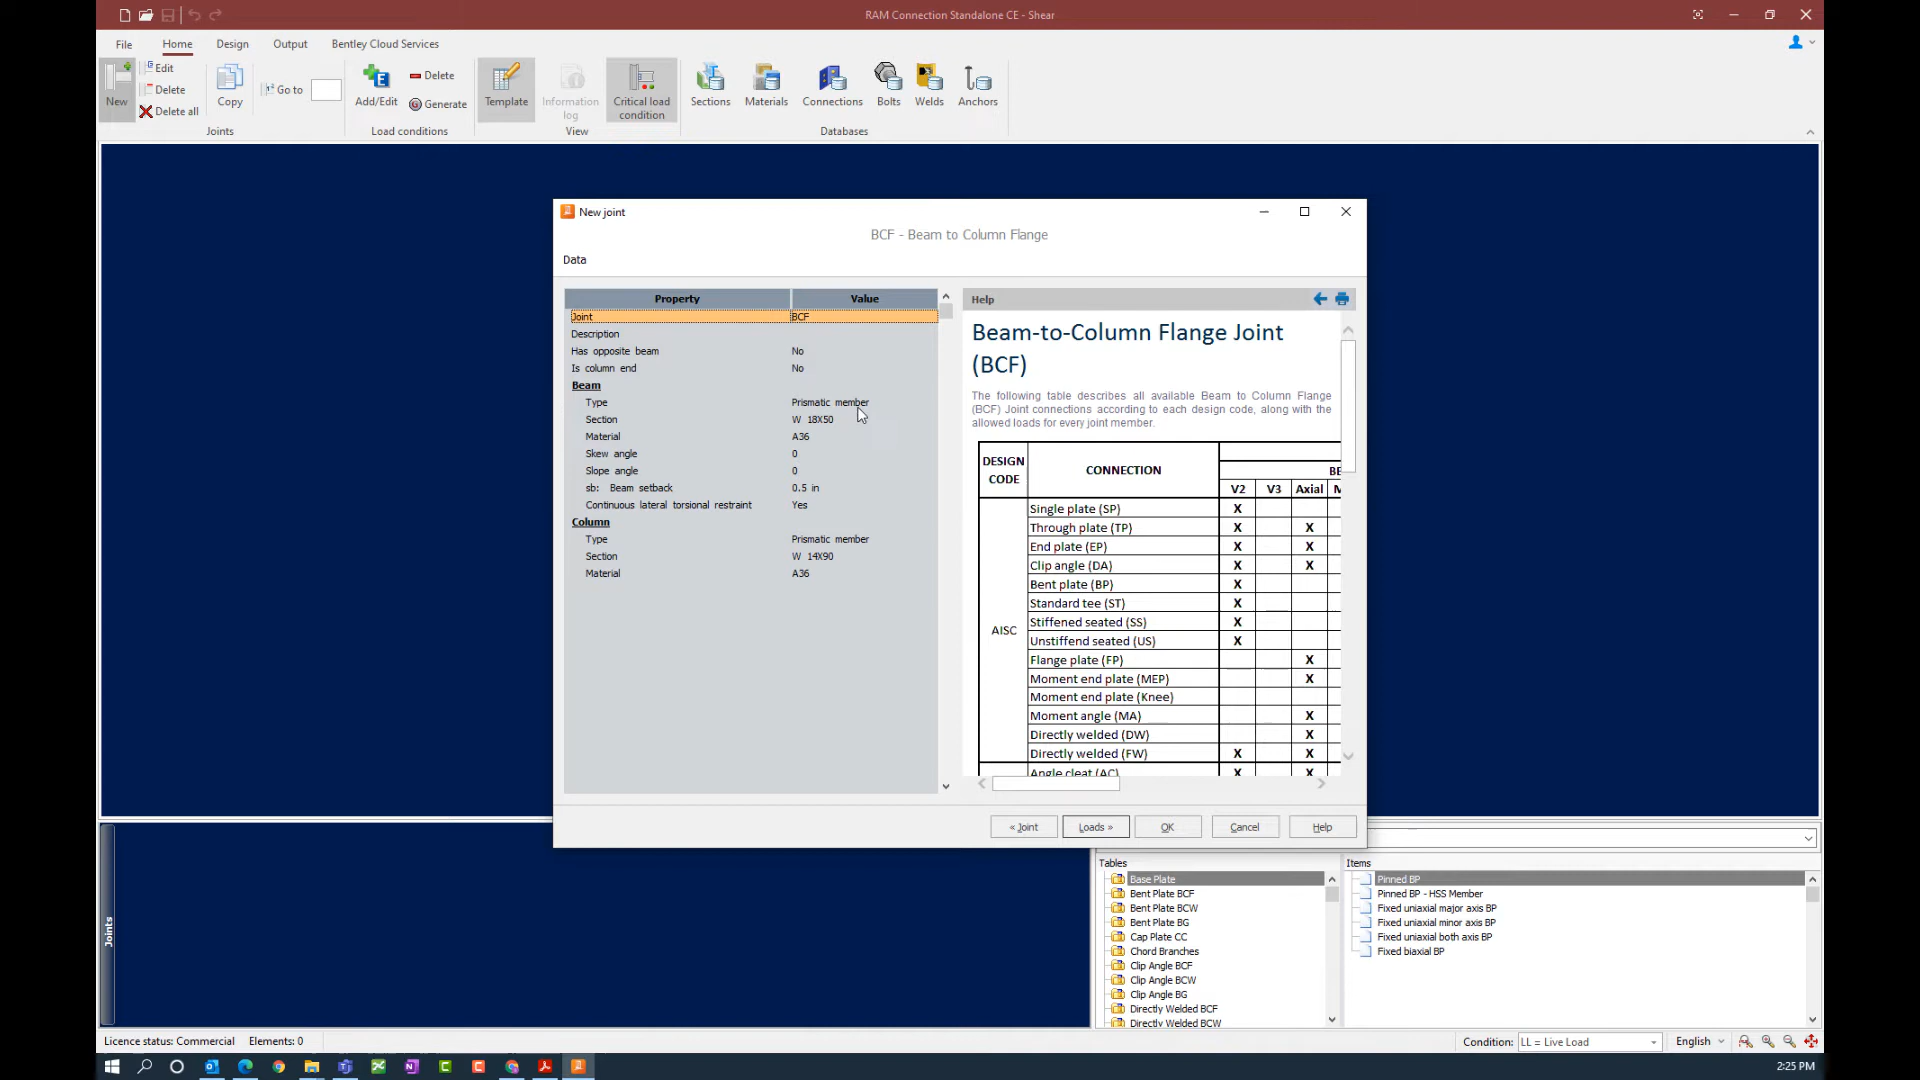 RAM Connection Standalone CE - Shear
File Home Design Output Bentley Cloud Services
New
Edit
Delete
Delete all
Copy
Go to
Joints
Add/Edit
Delete
Generate
Load conditions
Template
Information log
Critical load condition
View
Sections
Materials
Connections
Bolts
Welds
Anchors
Databases
New joint
BCF - Beam to Column Flange
Data
Property Value
Joint BCF
Description
Has opposite beam No
Is column end No
Beam
Type Prismatic member
Section W 18X50
Material A36
Skew angle 0
Slope angle 0
sb: Beam setback 0.5 in
Continuous lateral torsional restraint Yes
Column
Type Prismatic member
Section W 14X90
Material A36
Help
Beam-to-Column Flange Joint
(BCF)
The following table describes all available Beam to Column Flange
(BCF) Joint connections according to each design code, along with the
allowed loads for every joint member.
DESIGN CODE CONNECTION BE
V2 V3 Axial M
AISC
Single plate (SP) X
Through plate (TP) X X
End plate (EP) X X
Clip angle (DA) X X
Bent plate (BP) X
Standard tee (ST) X
Stiffened seated (SS) X
Unstiffend seated (US) X
Flange plate (FP) X
Moment end plate (MEP) X
Moment end plate (Knee)
Moment angle (MA) X
Directly welded (DW) X
Directly welded (FW) X X
Angle cleat (AC) X X
« Joint Loads » OK Cancel Help
Joints
Tables
Base Plate
Bent Plate BCF
Bent Plate BCW
Bent Plate BG
Cap Plate CC
Chord Branches
Clip Angle BCF
Clip Angle BCW
Clip Angle BG
Directly Welded BCF
Directly Welded BCW
Items
Pinned BP
Pinned BP - HSS Member
Fixed uniaxial major axis BP
Fixed uniaxial minor axis BP
Fixed uniaxial both axis BP
Fixed biaxial BP
Licence status: Commercial Elements: 0
Condition: LL = Live Load English
2:25 PM